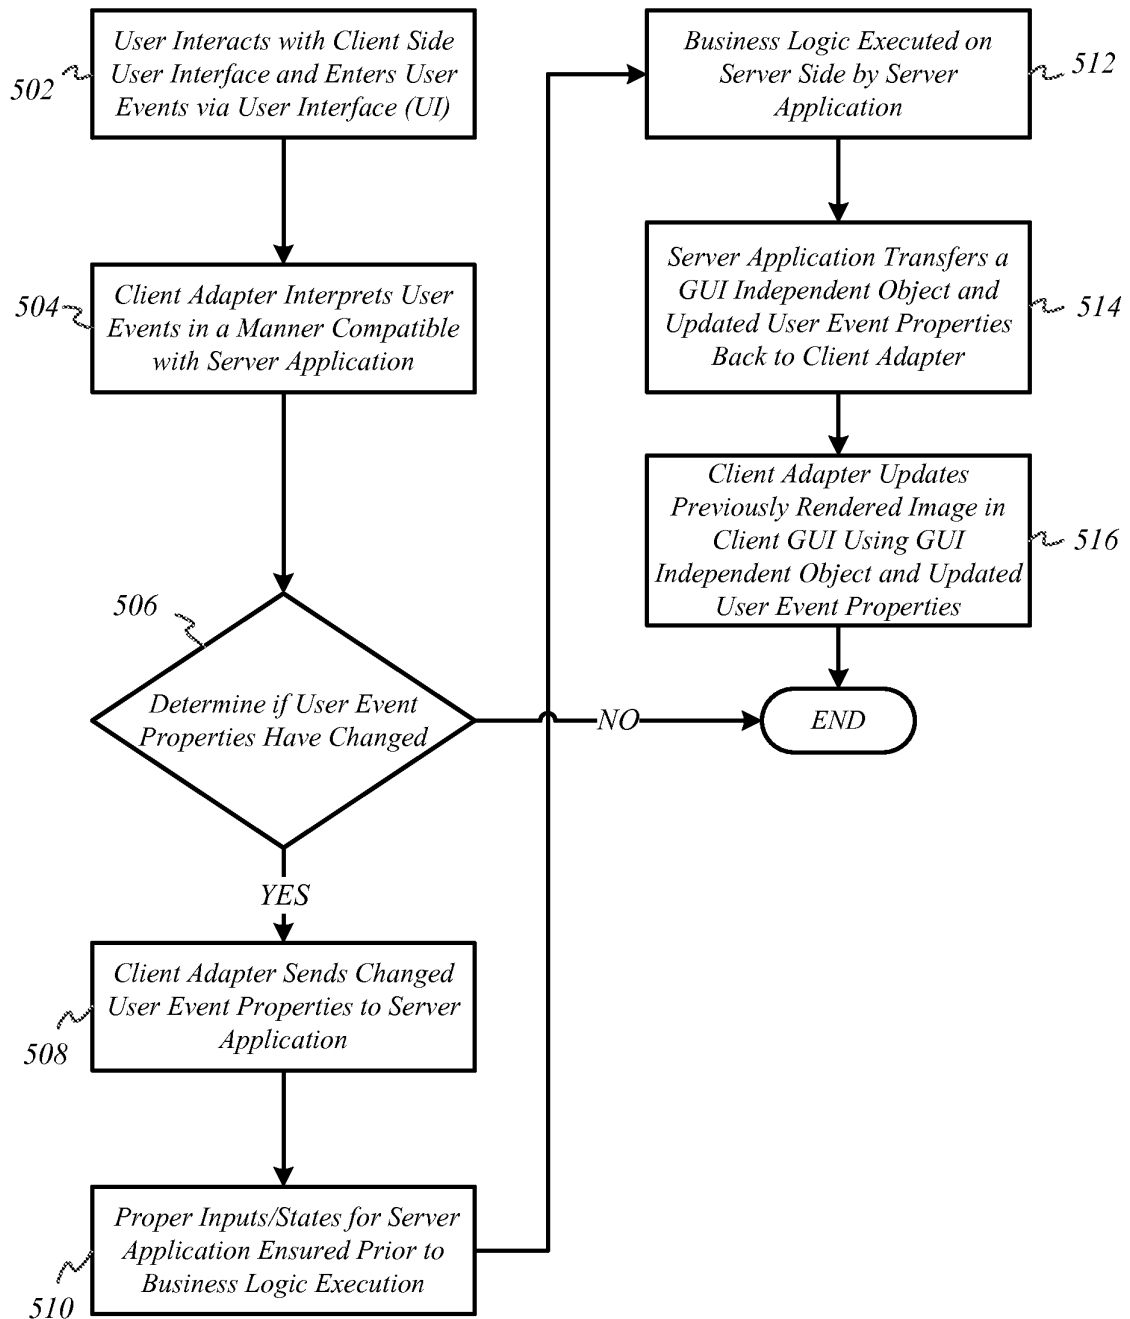 502
User Interacts with Client Side
User Interface and Enters User
Events via User Interface (UI)
504
Client Adapter Interprets User
Events in a Manner Compatible
with Server Application
506
Determine if User Event
Properties Have Changed
NO
YES
508
Client Adapter Sends Changed
User Event Properties to Server
Application
510
Proper Inputs/States for Server
Application Ensured Prior to
Business Logic Execution
Business Logic Executed on
Server Side by Server
Application
512
Server Application Transfers a
GUI Independent Object and
Updated User Event Properties
Back to Client Adapter
514
Client Adapter Updates
Previously Rendered Image in
Client GUI Using GUI
Independent Object and Updated
User Event Properties
516
END